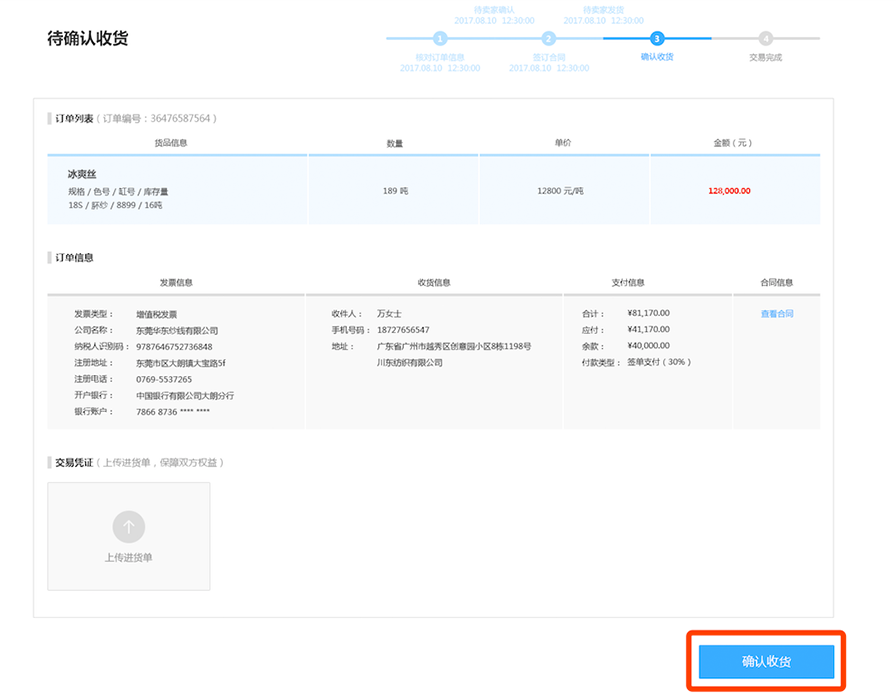 待卖家确认 待卖家发货
2017.08.10 12:30:00 2017.08.10 12:30:00
待确认收货
1 2 3 4
核对订单信息 签订合同 确认收货 交易完成
2017.08.10 12:30:00 2017.08.10 12:30:00
订单列表（订单编号：36476587564）
货品信息 数量 单价 金额（元）
冰爽丝
规格 / 色号 / 缸号 / 库存量 189 吨 12800 元/吨 128,000.00
18S / 胚纱 / 8899 / 16吨
订单信息
发票信息 收货信息 支付信息 合同信息
发票类型： 增值税发票 收件人： 万女士 合计： ¥81,170.00 查看合同
公司名称： 东莞华东纱线有限公司 手机号码： 18727656547 应付： ¥41,170.00
纳税人识别码： 9787646752736848 地址： 广东省广州市越秀区创意园小区8栋1198号 余款： ¥40,000.00
注册地址： 东莞市区大朗镇大宝路5f 川东纺织有限公司 付款类型： 签单支付（30%）
注册电话： 0769-5537265
开户银行： 中国银行有限公司大朗分行
银行账户： 7866 8736 **** ****
交易凭证（上传进货单，保障双方权益）
上传进货单
确认收货